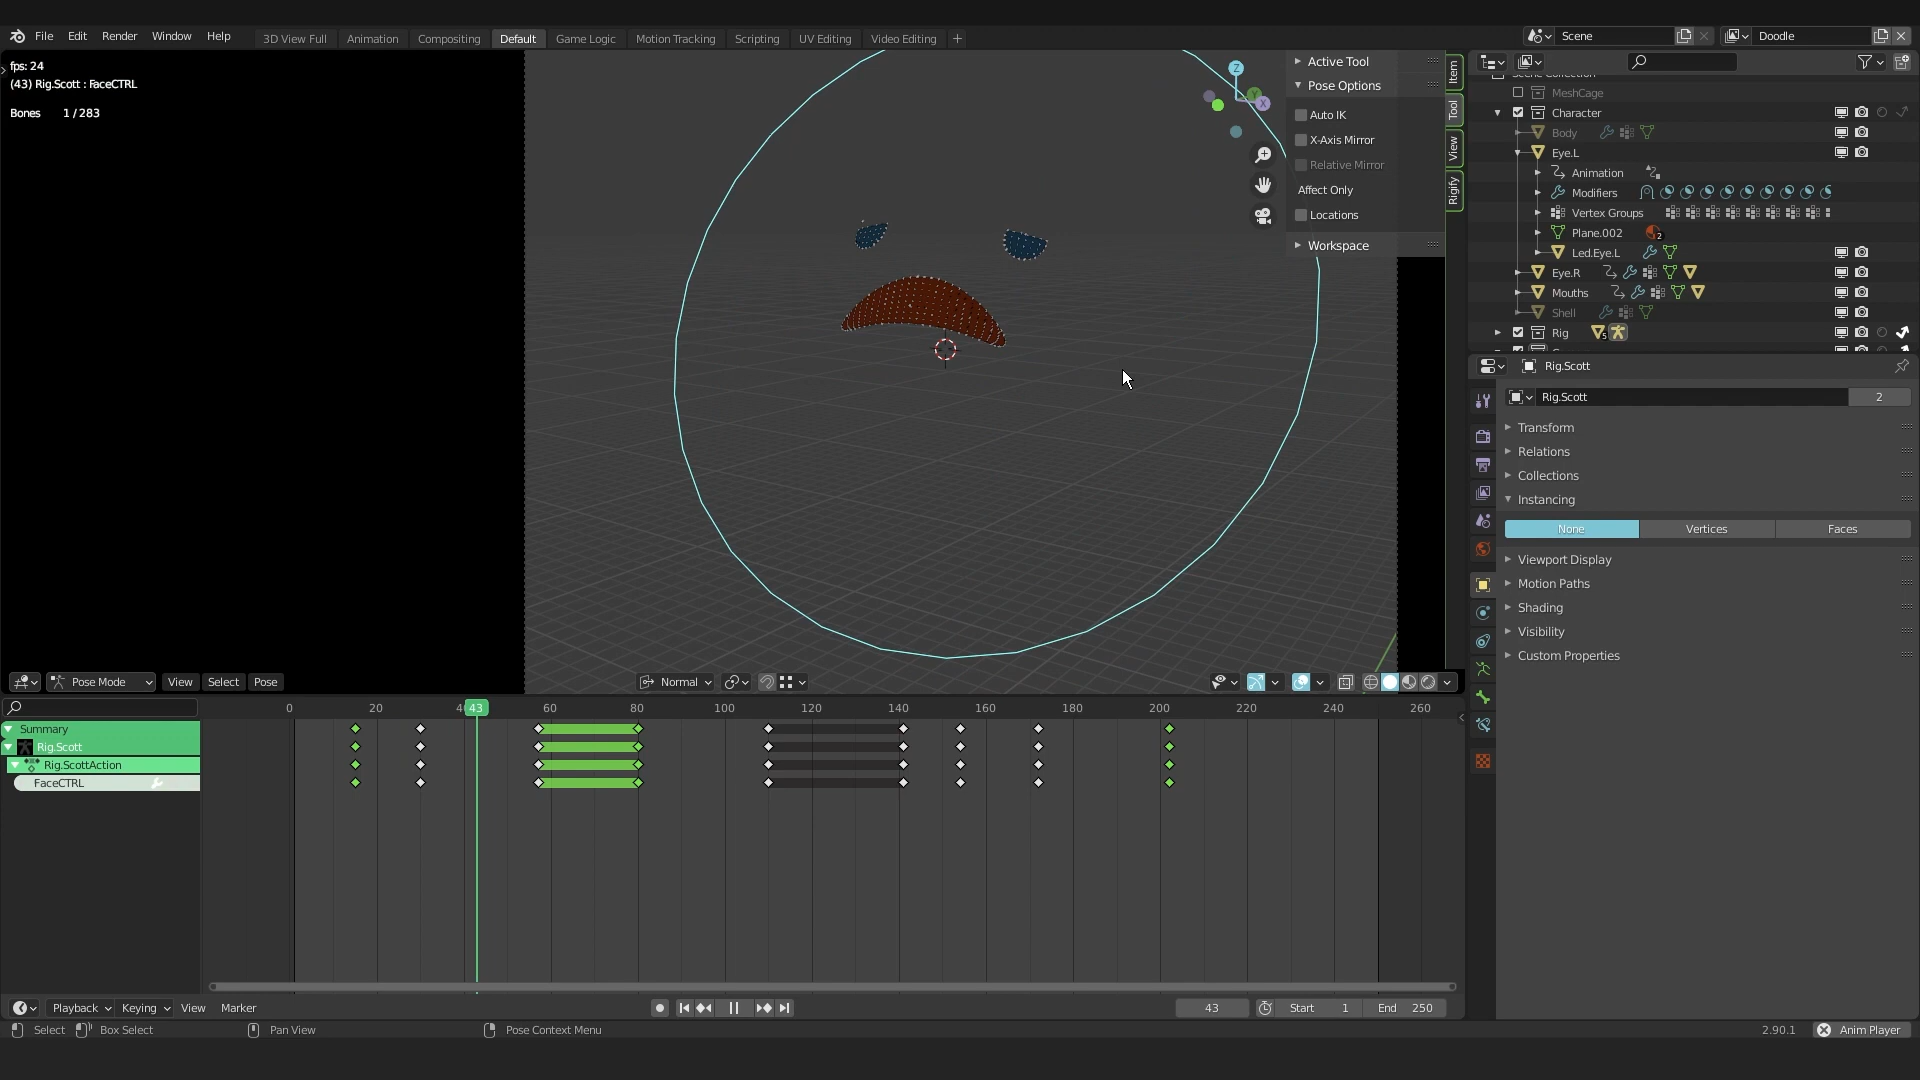 File Edit Render Window Help 3D View Full Animation Compositing Default Game Logic Motion Tracking Scripting UV Editing Video Editing + Scene Doodle
fps: 24
(43) Rig.Scott : FaceCTRL
Bones 1 / 283
Active Tool
Pose Options
Auto IK
X-Axis Mirror
Relative Mirror
Affect Only
Locations
Workspace
Z
Y
X
Item
Tool
View
Rigify
Scene Collection
MeshCage
Character
Body
Eye.L
Animation
Modifiers
Vertex Groups
Plane.002 2
Led.Eye.L
Eye.R
Mouths
Shell
Rig 5
Rig.Scott
Rig.Scott 2
Transform
Relations
Collections
Instancing
None Vertices Faces
Viewport Display
Motion Paths
Shading
Visibility
Custom Properties
Pose Mode View Select Pose Normal
0 20 43 60 80 100 120 140 160 180 200 220 240 260
Summary
Rig.Scott
Rig.ScottAction
FaceCTRL
Playback Keying View Marker 43 Start 1 End 250
Select Box Select Pan View Pose Context Menu 2.90.1 Anim Player